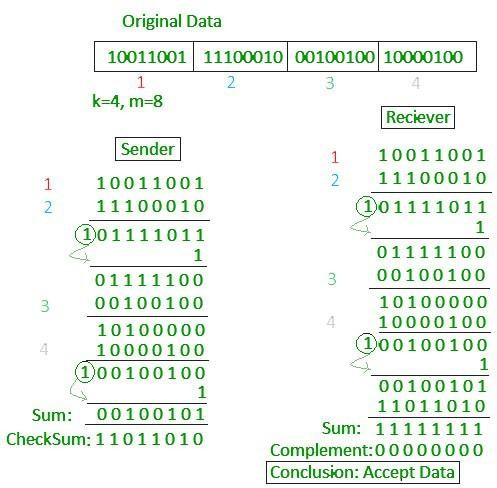 Original Data
10011001 11100010 00100100 10000100
1 2 3 4
k=4, m=8
Sender
1 10011001
2 11100010
1 01111011
1
01111100
3 00100100
10100000
4 10000100
1 00100100
1
Sum: 00100101
CheckSum: 11011010
Reciever
1 10011001
2 11100010
1 01111011
1
01111100
3 00100100
10100000
4 10000100
1 00100100
1
00100101
11011010
Sum: 11111111
Complement: 00000000
Conclusion: Accept Data